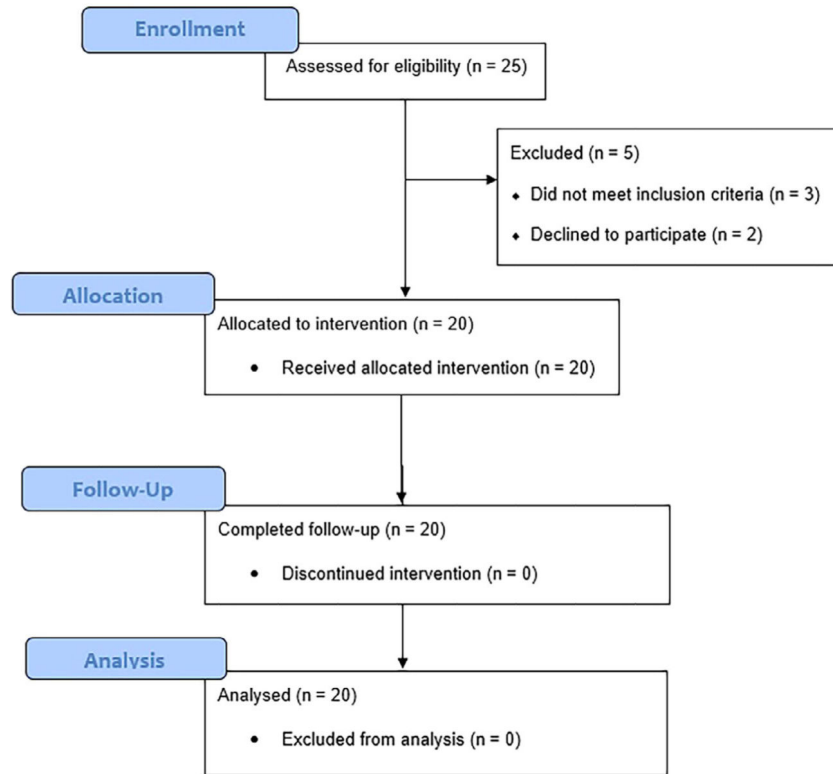 Enrollment
Assessed for eligibility (n = 25)
Excluded (n = 5)
⬥ Did not meet inclusion criteria (n = 3)
⬥ Declined to participate (n = 2)
Allocation
Allocated to intervention (n = 20)
• Received allocated intervention (n = 20)
Follow-Up
Completed follow-up (n = 20)
• Discontinued intervention (n = 0)
Analysis
Analysed (n = 20)
• Excluded from analysis (n = 0)